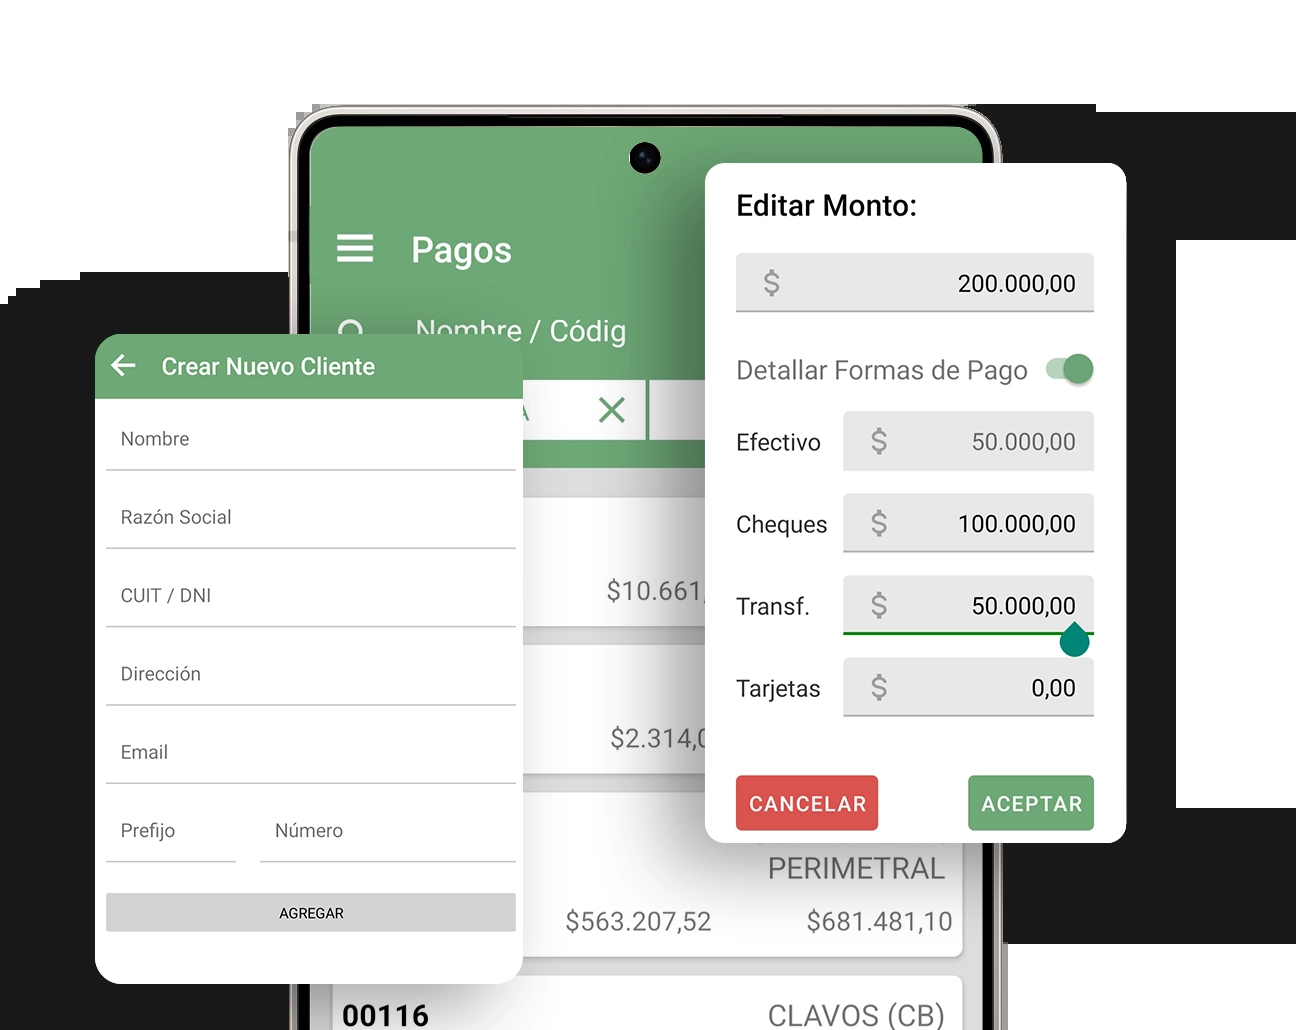 Pagos
Nombre / Códig
Crear Nuevo Cliente
Nombre
Razón Social
CUIT / DNI
Dirección
Email
Prefijo Número
AGREGAR
Editar Monto:
$ 200.000,00
Detallar Formas de Pago
Efectivo $ 50.000,00
Cheques $ 100.000,00
Transf. $ 50.000,00
Tarjetas $ 0,00
CANCELAR ACEPTAR
$10.661,
$2.314,
PERIMETRAL
$563.207,52 $681.481,10
00116 CLAVOS (CB)